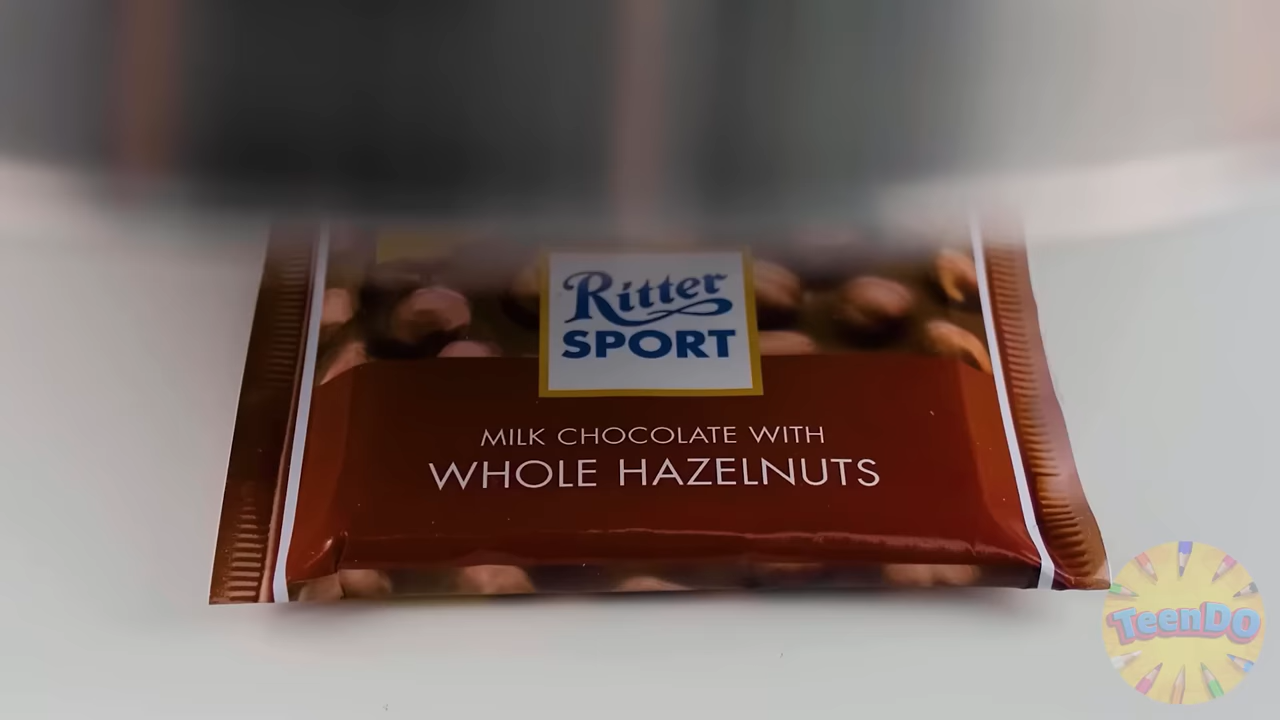 Ritter
SPORT
MILK CHOCOLATE WITH
WHOLE HAZELNUTS
TeenDO